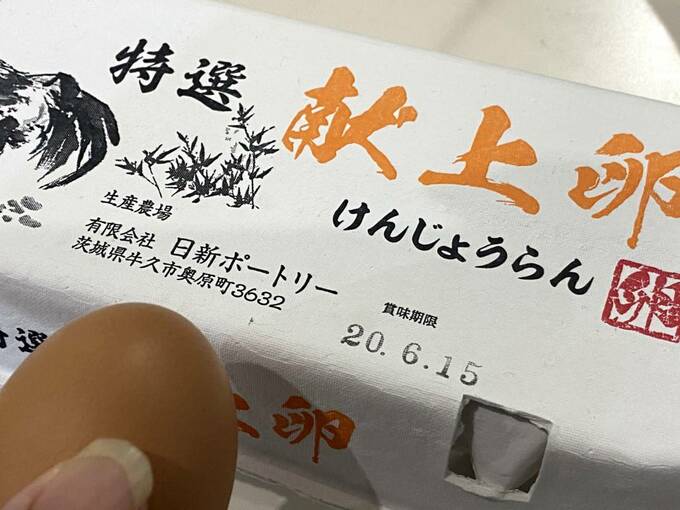 特選
献上卵
けんじょうらん
生産農場
有限会社 日新ポートリー
茨城県牛久市奥原町3632
賞味期限
20.6.15
特選
上卵